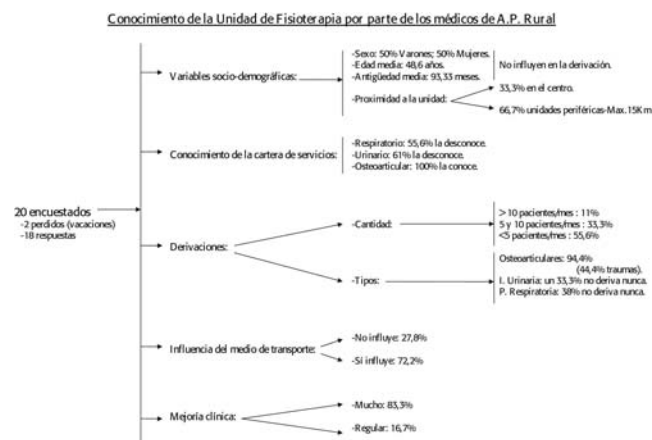 Conocimiento de la Unidad de Fisioterapia por parte de los médicos de A.P. Rural
Variables socio-demográficas:
-Sexo: 50% Varones; 50% Mujeres.
-Edad media: 48,6 años.
-Antigüedad media: 93,33 meses.
No influyen en la derivación.
-Proximidad a la unidad:
33,3% en el centro.
66,7% unidades periféricas-Max.15Km
Conocimiento de la cartera de servicios:
-Respiratorio: 55,6% la desconoce.
-Urinario: 61% la desconoce.
-Osteoarticular: 100% la conoce.
20 encuestados
-2 perdidos (vacaciones)
-18 respuestas
Derivaciones:
-Cantidad:
>10 pacientes/mes : 11%
5 y 10 pacientes/mes : 33,3%
<5 pacientes/mes : 55,6%
-Tipos:
Osteoarticulares: 94,4%
(44,4% traumas).
I. Urinaria: un 33,3% no deriva nunca.
P. Respiratoria: 38% no deriva nunca.
Influencia del medio de transporte:
-No influye: 27,8%
-Sí influye: 72,2%
Mejoría clínica:
-Mucho: 83,3%
-Regular: 16,7%